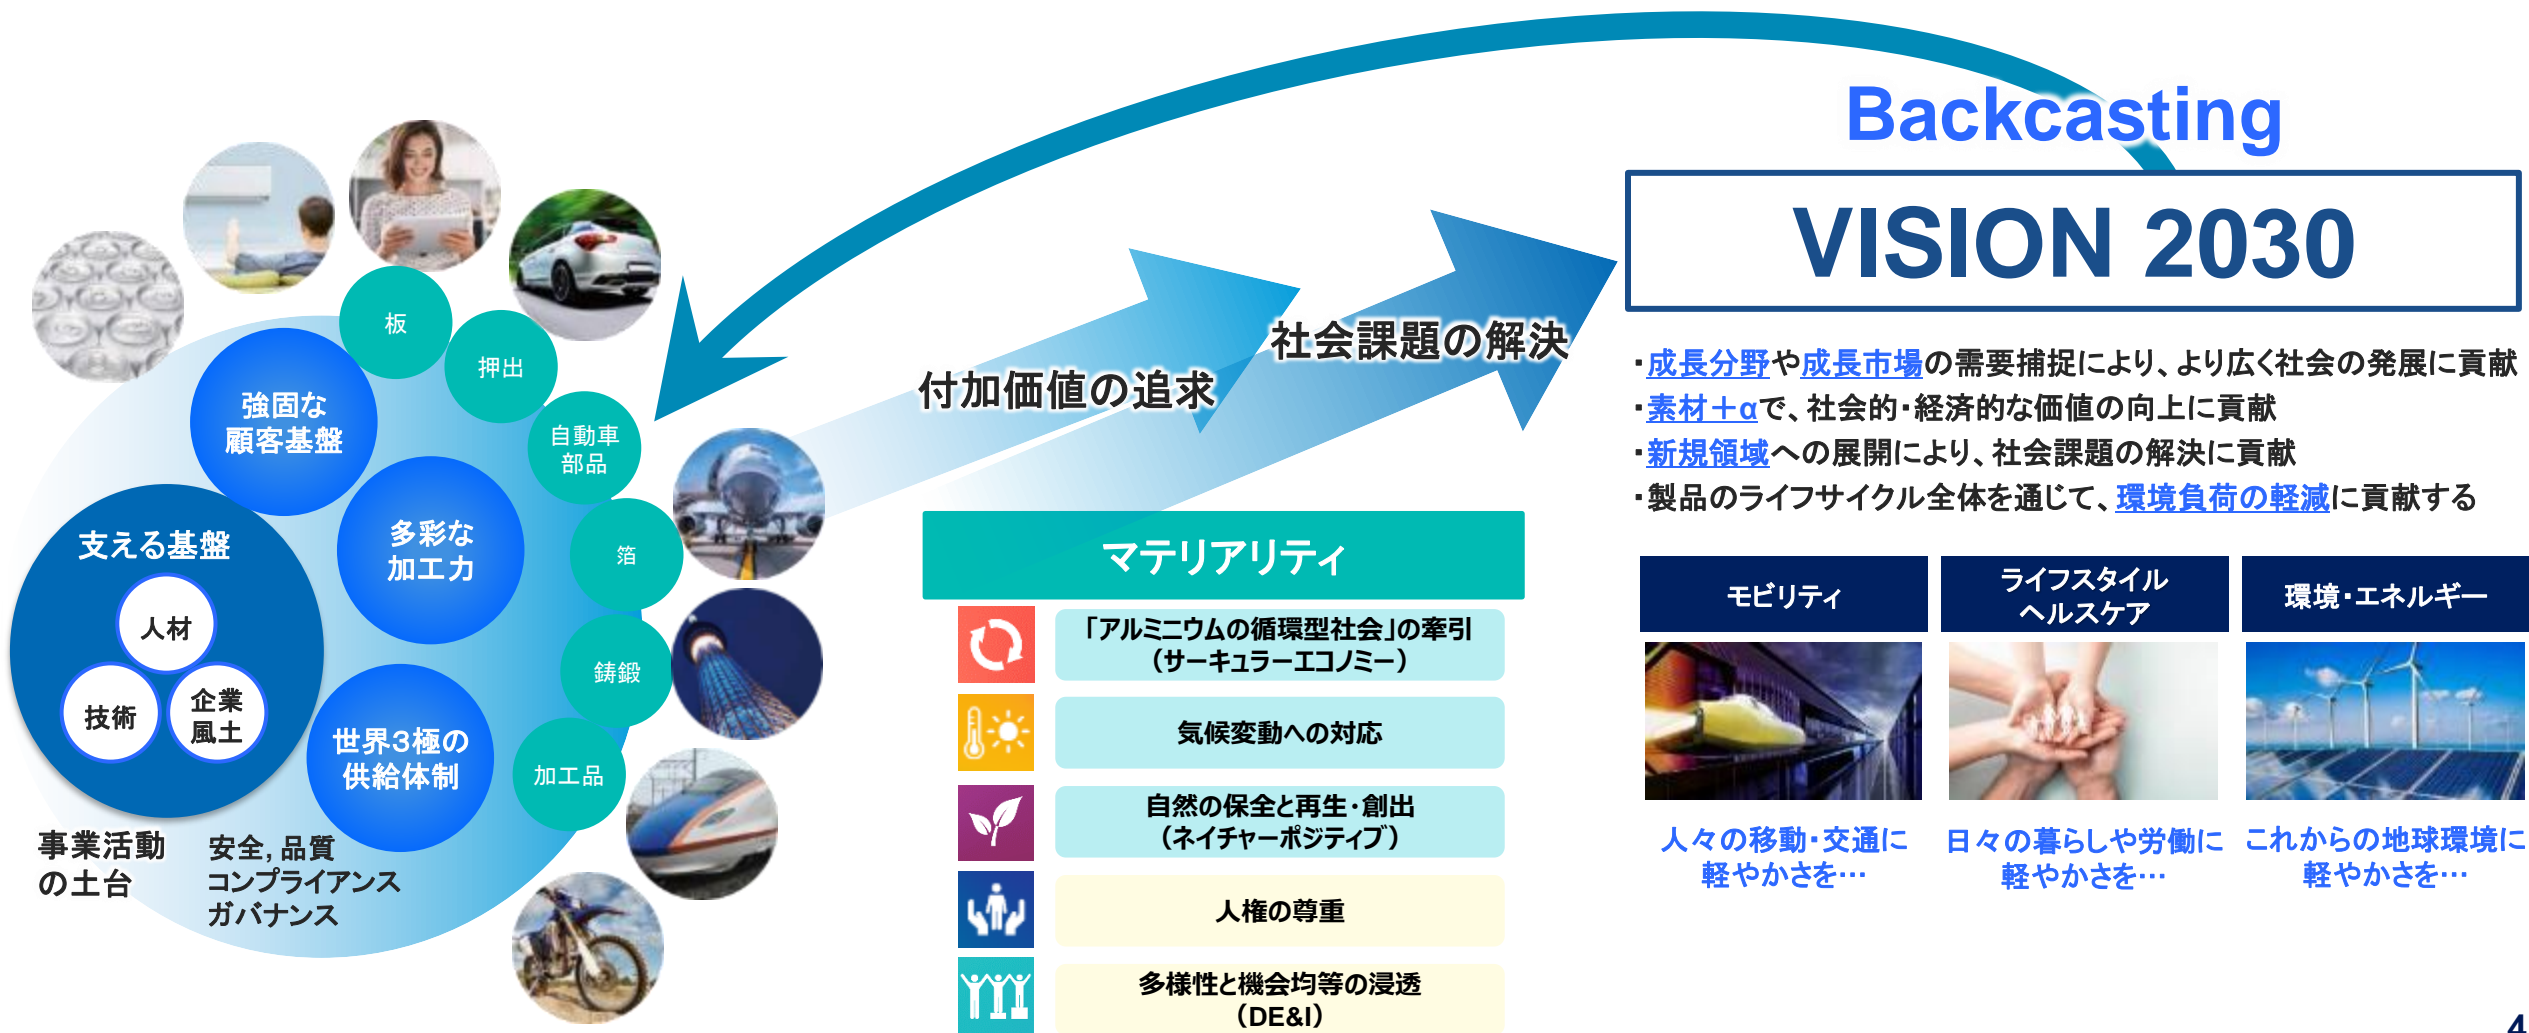 Backcasting
VISION 2030
板
押出
自動車
部品
箔
鋳鍛
加工品
強固な
顧客基盤
多彩な
加工力
世界3極の
供給体制
支える基盤
人材
技術
企業
風土
事業活動
の土台
安全，品質
コンプライアンス
ガバナンス
付加価値の追求
社会課題の解決
マテリアリティ
「アルミニウムの循環型社会」の牽引
（サーキュラーエコノミー）
気候変動への対応
自然の保全と再生・創出
（ネイチャーポジティブ）
人権の尊重
多様性と機会均等の浸透
（DE&I）
・成長分野や成長市場の需要捕捉により、より広く社会の発展に貢献
・素材＋αで、社会的・経済的な価値の向上に貢献
・新規領域への展開により、社会課題の解決に貢献
・製品のライフサイクル全体を通じて、環境負荷の軽減に貢献する
モビリティ
ライフスタイル
ヘルスケア
環境・エネルギー
人々の移動・交通に
軽やかさを…
日々の暮らしや労働に
軽やかさを…
これからの地球環境に
軽やかさを…
4